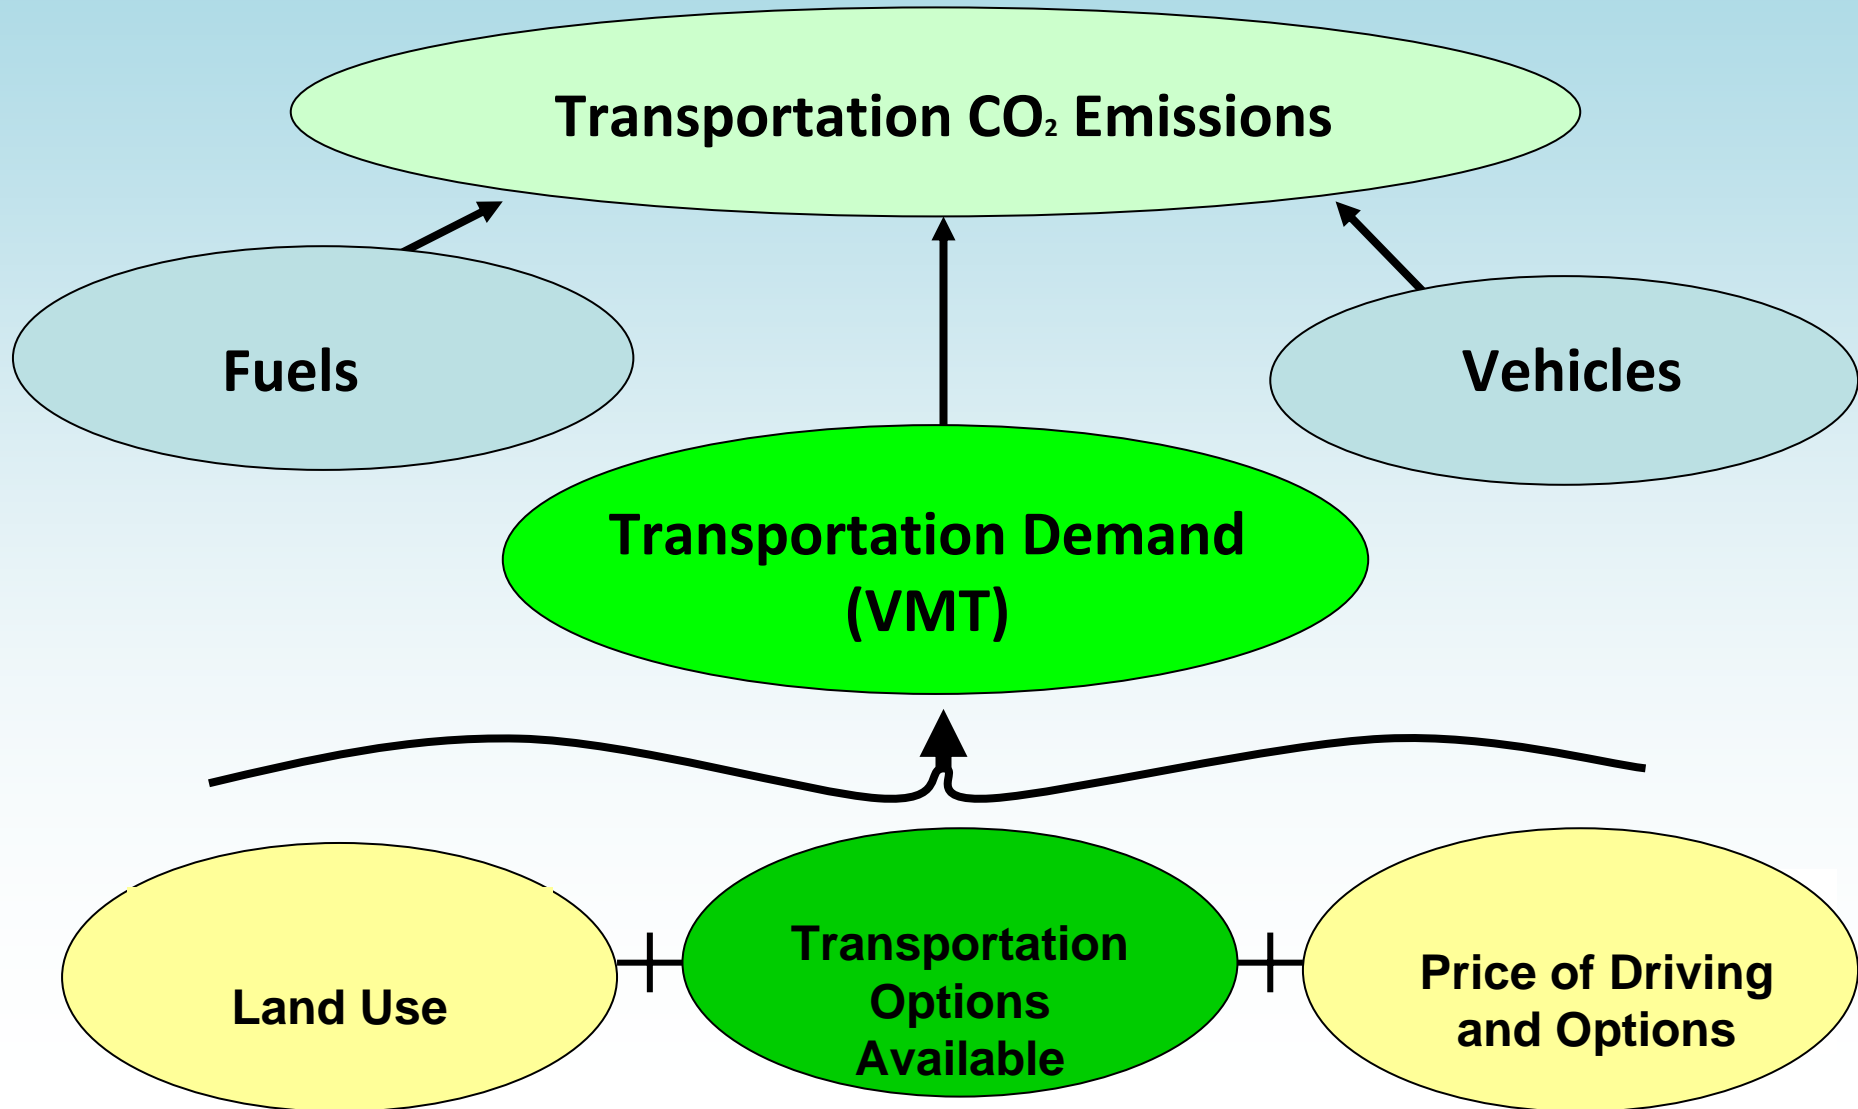 Transportation CO₂ Emissions
Fuels
Vehicles
Transportation Demand
(VMT)
Land Use
Transportation
Options
Available
Price of Driving
and Options